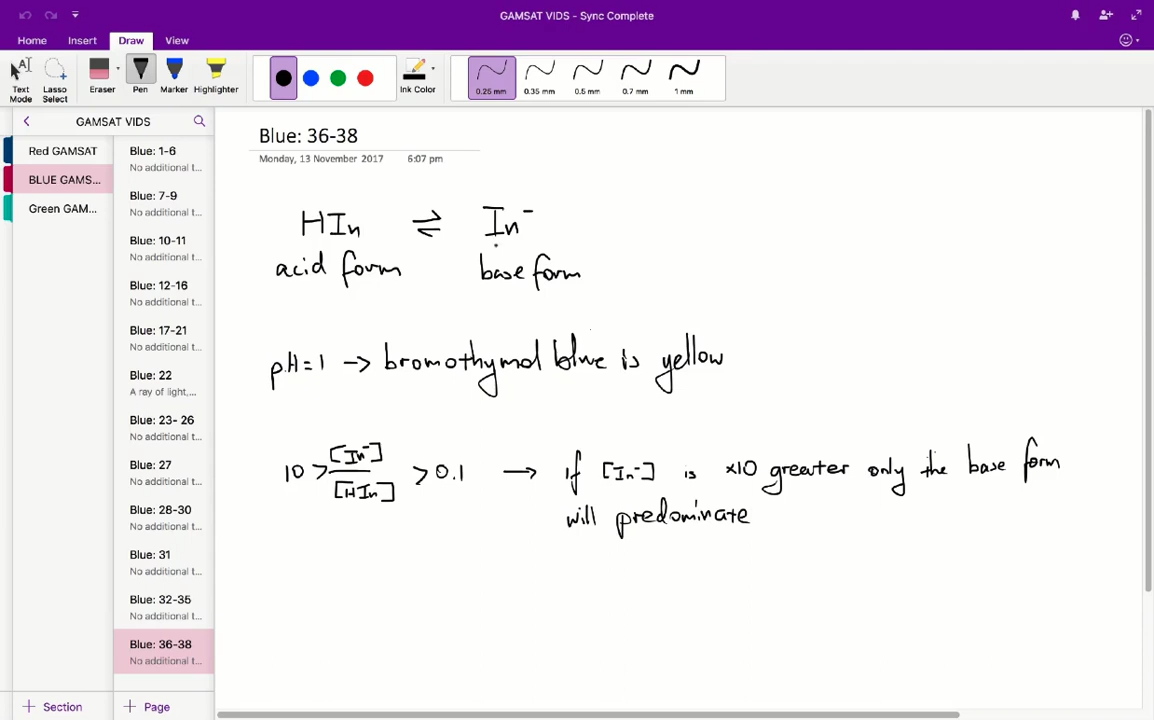 GAMSAT VIDS - Sync Complete
Home Insert Draw View
Text Mode
Lasso Select
Eraser
Pen
Marker
Highlighter
Ink Color
0.25 mm
0.35 mm
0.5 mm
0.7 mm
1 mm
GAMSAT VIDS
Red GAMSAT
BLUE GAMS...
Green GAM...
Blue: 1-6
No additional t...
Blue: 7-9
No additional t...
Blue: 10-11
No additional t...
Blue: 12-16
No additional t...
Blue: 17-21
No additional t...
Blue: 22
A ray of light,...
Blue: 23- 26
No additional t...
Blue: 27
No additional t...
Blue: 28-30
No additional t...
Blue: 31
No additional t...
Blue: 32-35
No additional t...
Blue: 36-38
No additional t...
+ Section
+ Page
Blue: 36-38
Monday, 13 November 2017 6:07 pm
HIn ⇌ In⁻
acid form base form
pH=1 → bromothymol blue is yellow
10 > [In⁻]/[HIn] > 0.1 → if [In⁻] is ×10 greater only the base form
will predominate